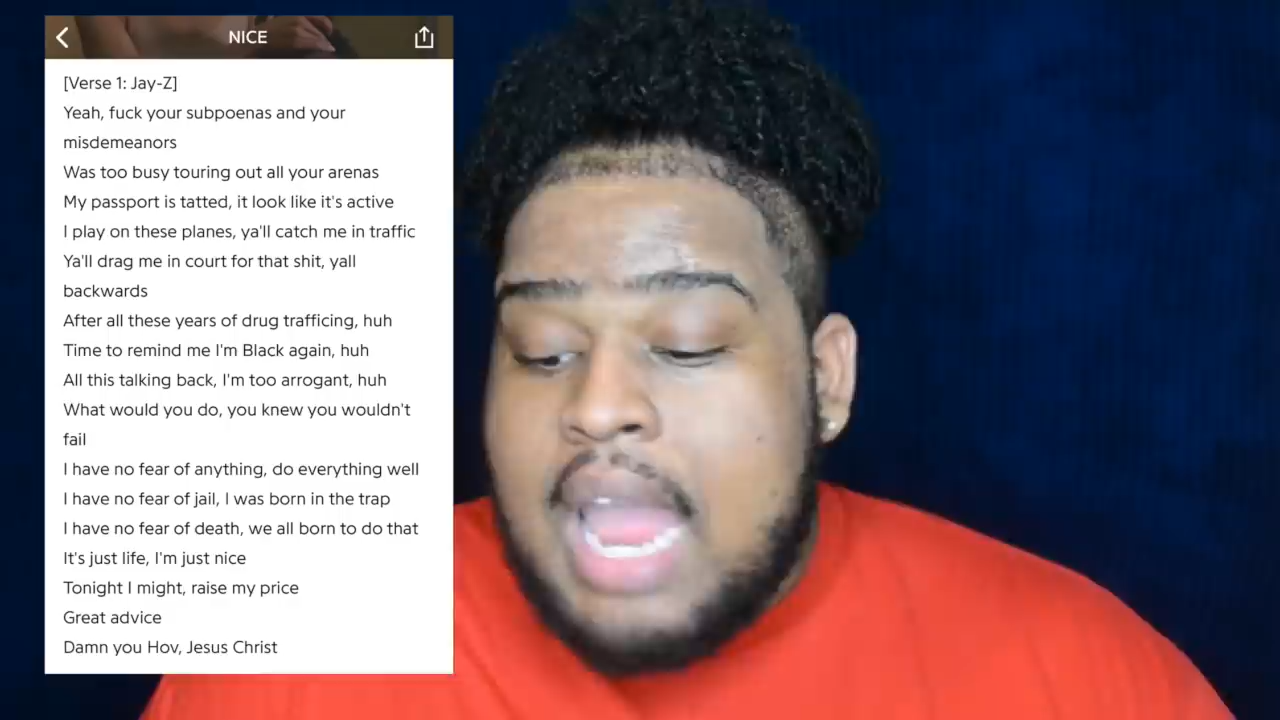 NICE
[Verse 1: Jay-Z]
Yeah, fuck your subpoenas and your
misdemeanors
Was too busy touring out all your arenas
My passport is tatted, it look like it's active
I play on these planes, ya'll catch me in traffic
Ya'll drag me in court for that shit, yall
backwards
After all these years of drug trafficing, huh
Time to remind me I'm Black again, huh
All this talking back, I'm too arrogant, huh
What would you do, you knew you wouldn't
fail
I have no fear of anything, do everything well
I have no fear of jail, I was born in the trap
I have no fear of death, we all born to do that
It's just life, I'm just nice
Tonight I might, raise my price
Great advice
Damn you Hov, Jesus Christ